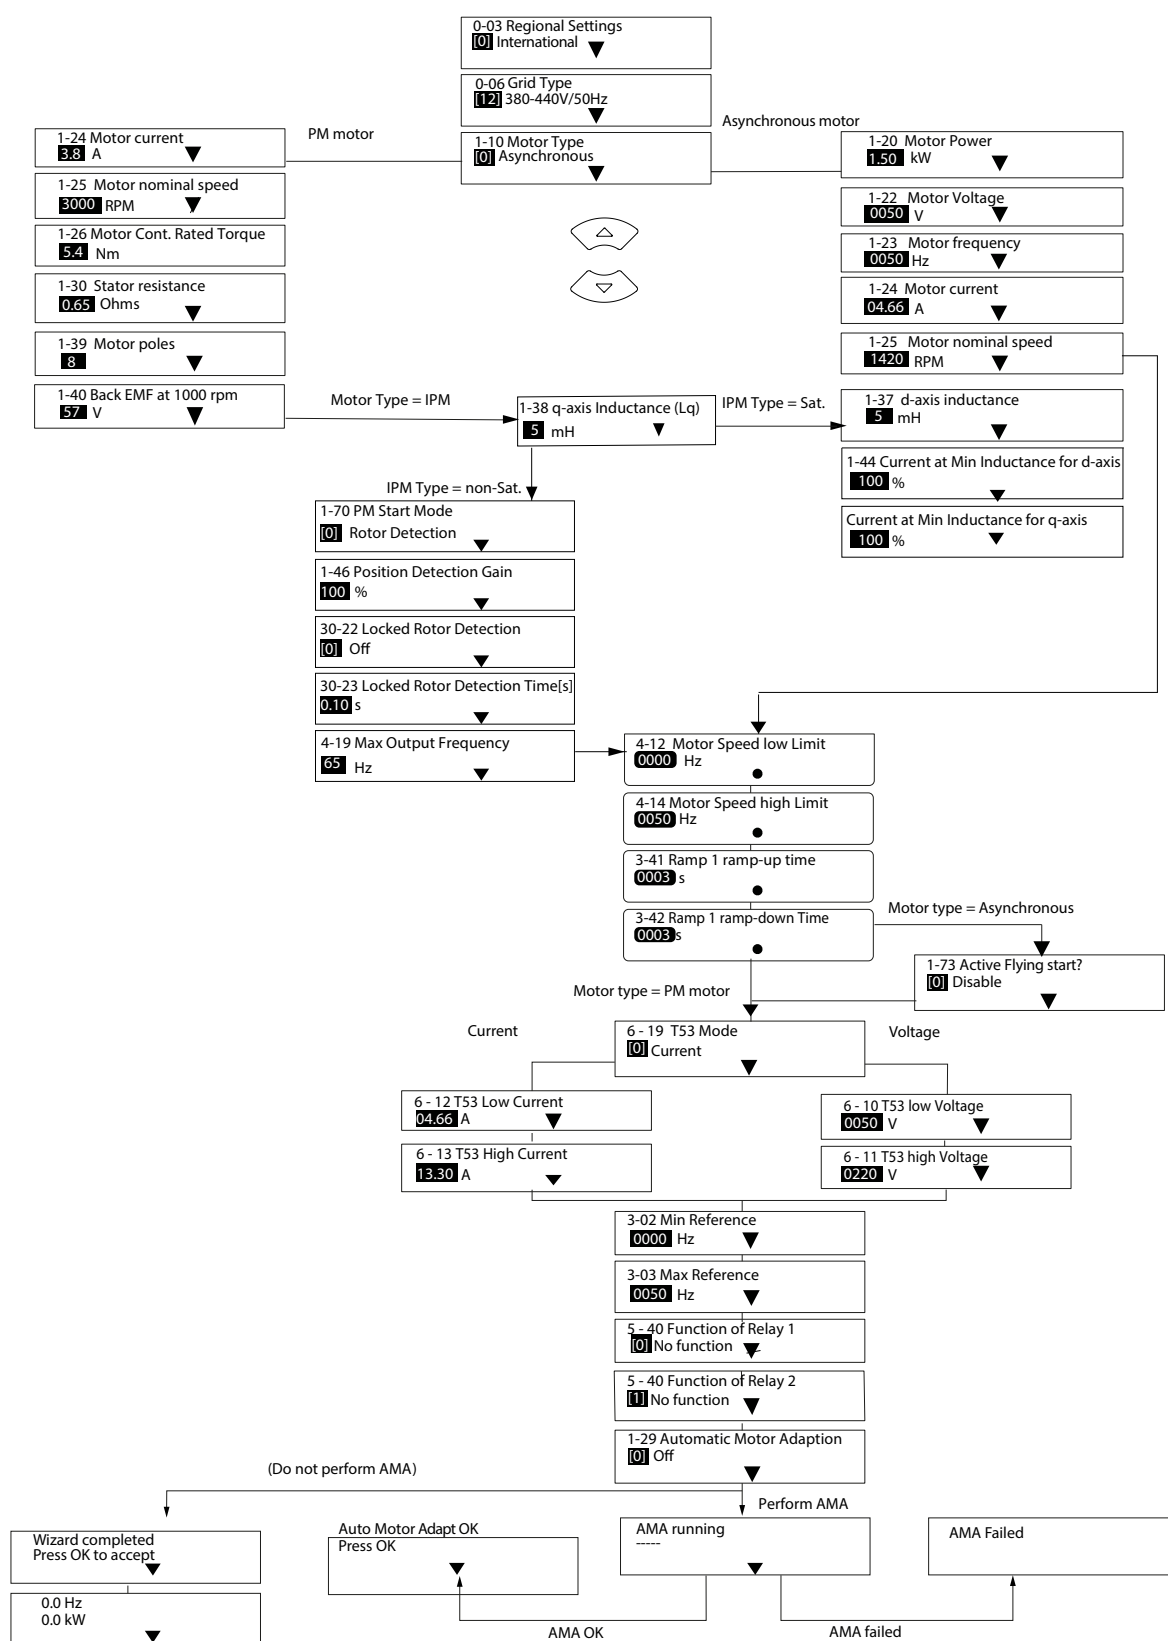 0-03 Regional Settings
[0] International
0-06 Grid Type
[12] 380-440V/50Hz
1-10 Motor Type
[0] Asynchronous
PM motor
Asynchronous motor
1-24 Motor current
3.8 A
1-25 Motor nominal speed
3000 RPM
1-26 Motor Cont. Rated Torque
5.4 Nm
1-30 Stator resistance
0.65 Ohms
1-39 Motor poles
8
1-40 Back EMF at 1000 rpm
57 V
1-20 Motor Power
1.50 kW
1-22 Motor Voltage
0050 V
1-23 Motor frequency
0050 Hz
1-24 Motor current
04.66 A
1-25 Motor nominal speed
1420 RPM
Motor Type = IPM
1-38 q-axis Inductance (Lq)
5 mH
IPM Type = Sat.
1-37 d-axis inductance
5 mH
1-44 Current at Min Inductance for d-axis
100 %
Current at Min Inductance for q-axis
100 %
IPM Type = non-Sat.
1-70 PM Start Mode
[0] Rotor Detection
1-46 Position Detection Gain
100 %
30-22 Locked Rotor Detection
[0] Off
30-23 Locked Rotor Detection Time[s]
0.10 s
4-19 Max Output Frequency
65 Hz
4-12 Motor Speed low Limit
0000 Hz
4-14 Motor Speed high Limit
0050 Hz
3-41 Ramp 1 ramp-up time
0003 s
3-42 Ramp 1 ramp-down Time
0003 s
Motor type = Asynchronous
1-73 Active Flying start?
[0] Disable
Motor type = PM motor
6 - 19 T53 Mode
[0] Current
Current
Voltage
6 - 12 T53 Low Current
04.66 A
6 - 13 T53 High Current
13.30 A
6 - 10 T53 low Voltage
0050 V
6 - 11 T53 high Voltage
0220 V
3-02 Min Reference
0000 Hz
3-03 Max Reference
0050 Hz
5 - 40 Function of Relay 1
[0] No function
5 - 40 Function of Relay 2
[1] No function
1-29 Automatic Motor Adaption
[0] Off
(Do not perform AMA)
Perform AMA
Wizard completed
Press OK to accept
0.0 Hz
0.0 kW
Auto Motor Adapt OK
Press OK
AMA running
-----
AMA Failed
AMA OK
AMA failed